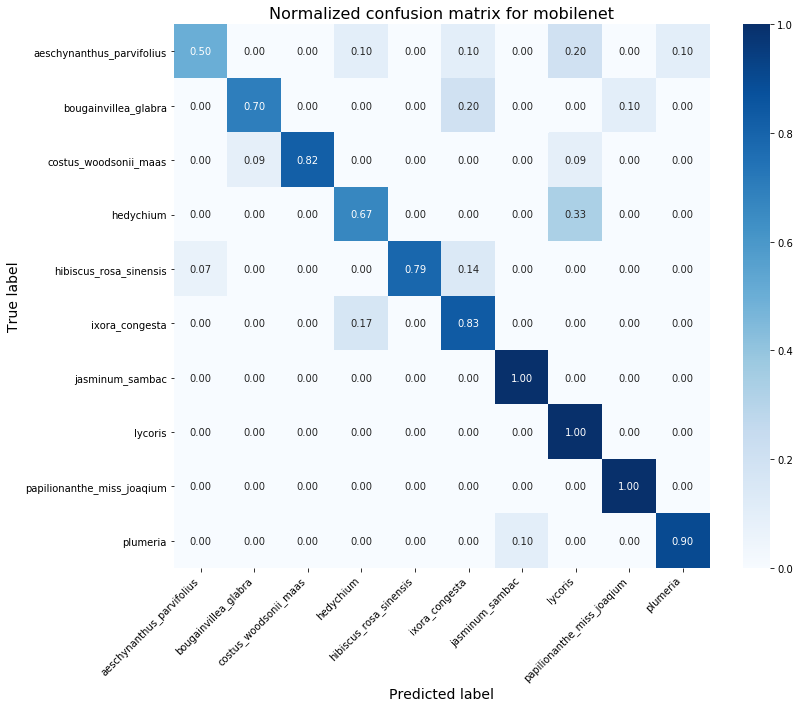 Normalized confusion matrix for mobilenet
True label
aeschynanthus_parvifolius 0.50 0.00 0.00 0.10 0.00 0.10 0.00 0.20 0.00 0.10
bougainvillea_glabra 0.00 0.70 0.00 0.00 0.00 0.20 0.00 0.00 0.10 0.00
costus_woodsonii_maas 0.00 0.09 0.82 0.00 0.00 0.00 0.00 0.09 0.00 0.00
hedychium 0.00 0.00 0.00 0.67 0.00 0.00 0.00 0.33 0.00 0.00
hibiscus_rosa_sinensis 0.07 0.00 0.00 0.00 0.79 0.14 0.00 0.00 0.00 0.00
ixora_congesta 0.00 0.00 0.00 0.17 0.00 0.83 0.00 0.00 0.00 0.00
jasminum_sambac 0.00 0.00 0.00 0.00 0.00 0.00 1.00 0.00 0.00 0.00
lycoris 0.00 0.00 0.00 0.00 0.00 0.00 0.00 1.00 0.00 0.00
papilionanthe_miss_joaqium 0.00 0.00 0.00 0.00 0.00 0.00 0.00 0.00 1.00 0.00
plumeria 0.00 0.00 0.00 0.00 0.00 0.00 0.10 0.00 0.00 0.90
aeschynanthus_parvifolius
bougainvillea_glabra
costus_woodsonii_maas
hedychium
hibiscus_rosa_sinensis
ixora_congesta
jasminum_sambac
lycoris
papilionanthe_miss_joaqium
plumeria
Predicted label
1.0
0.8
0.6
0.4
0.2
0.0